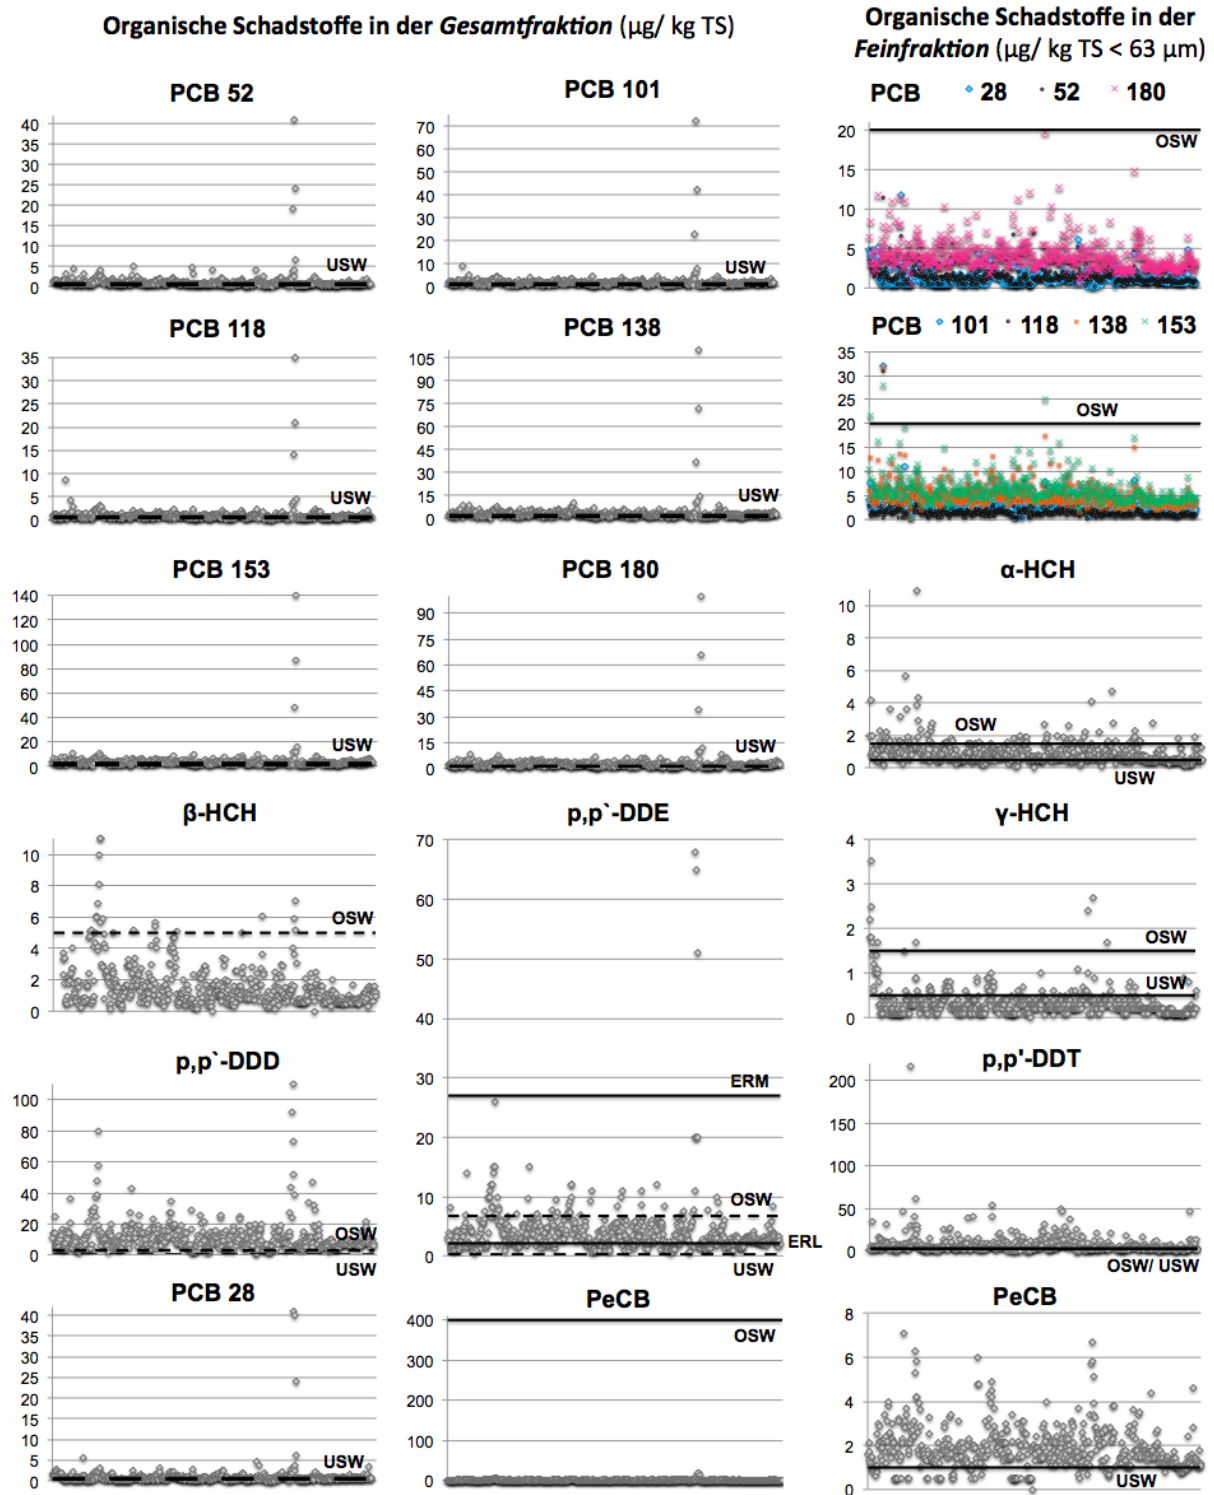 Organische Schadstoffe in der Gesamtfraktion (µg/ kg TS)
Organische Schadstoffe in der
Feinfraktion (µg/ kg TS < 63 µm)
PCB 52
40
35
30
25
20
15
10
5
0
USW
PCB 101
70
60
50
40
30
20
10
0
USW
PCB 28 52 180
20
15
10
5
0
OSW
PCB 118
35
30
25
20
15
10
5
0
USW
PCB 138
105
90
75
60
45
30
15
0
USW
PCB 101 118 138 153
35
30
25
20
15
10
5
0
OSW
PCB 153
140
120
100
80
60
40
20
0
USW
PCB 180
90
75
60
45
30
15
0
USW
α-HCH
10
8
6
4
2
0
OSW
USW
β-HCH
10
8
6
4
2
0
OSW
p,p`-DDE
70
60
50
40
30
20
10
0
ERM
OSW
ERL
USW
γ-HCH
4
3
2
1
0
OSW
USW
p,p`-DDD
100
80
60
40
20
0
OSW
USW
p,p'-DDT
200
150
100
50
0
OSW/ USW
PCB 28
40
35
30
25
20
15
10
5
0
USW
PeCB
400
300
200
100
0
OSW
PeCB
8
6
4
2
0
USW